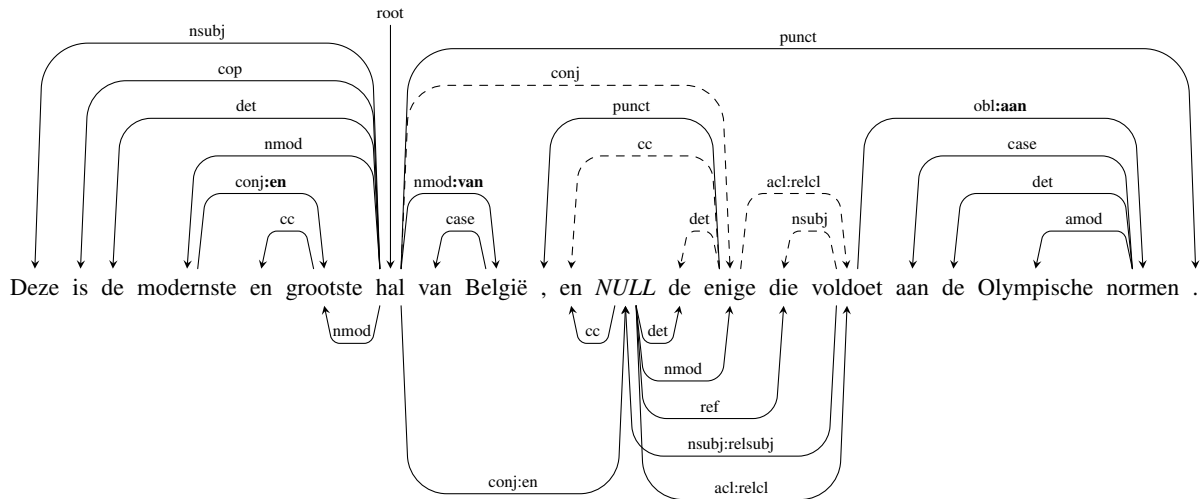 root
nsubj
punct
cop
conj
det
punct
obl:aan
nmod
cc
case
conj:en
nmod:van
acl:relcl
det
cc
case
det
nsubj
amod
Deze is de modernste en grootste hal van België , en NULL de enige die voldoet aan de Olympische normen .
nmod
cc
det
nmod
ref
nsubj:relsubj
conj:en
acl:relcl